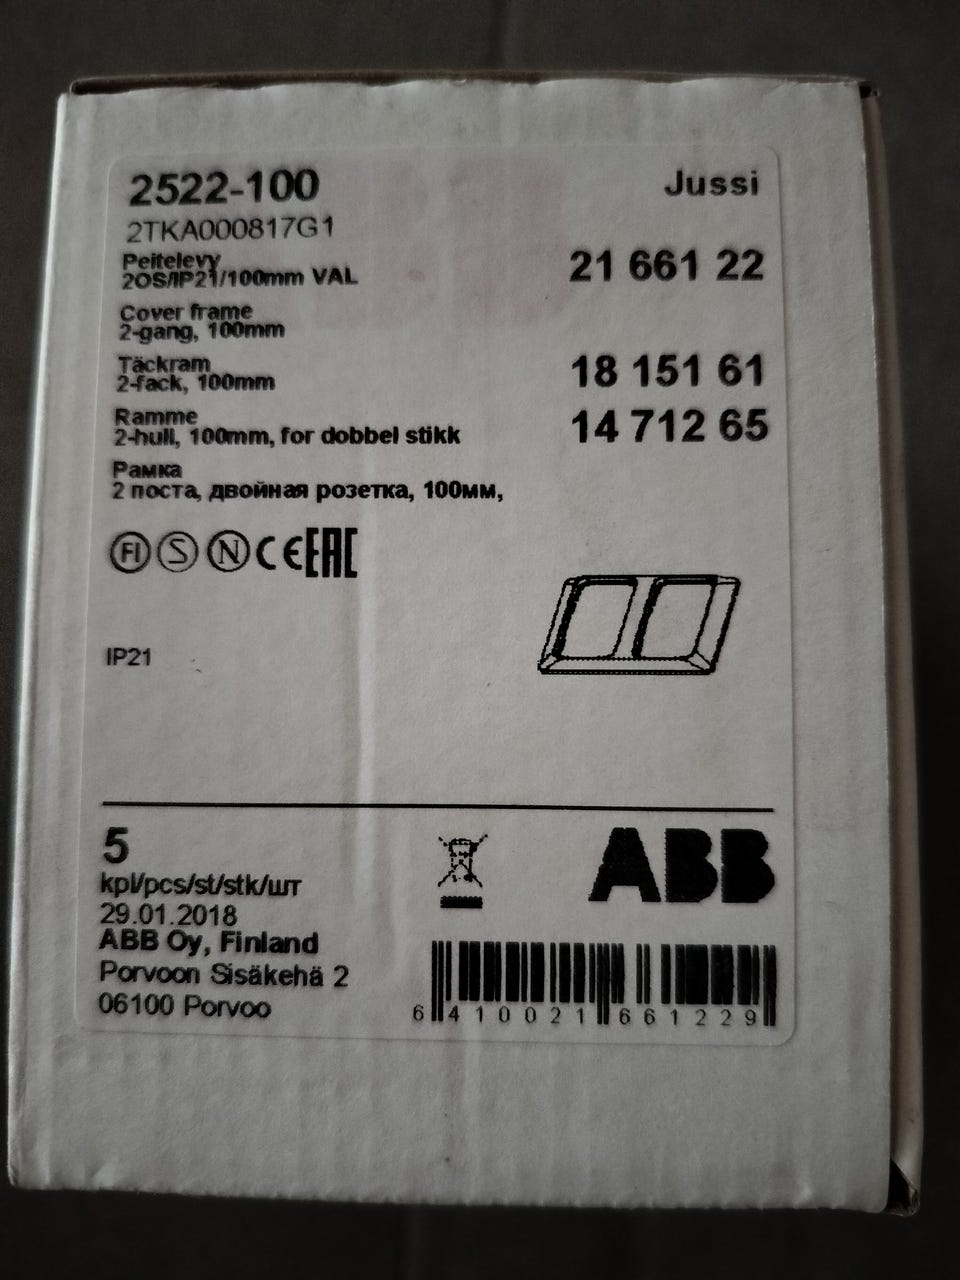 2522-100
Jussi
2TKA000817G1
Peitelevy
2OS/IP21/100mm VAL
21 661 22
Cover frame
2-gang, 100mm
Täckram
2-fack, 100mm
18 151 61
Ramme
2-hull, 100mm, for dobbel stikk
14 712 65
Рамка
2 поста, двойная розетка, 100мм,
FI S N CE EAC
IP21
5
kpl/pcs/st/stk/шт
29.01.2018
ABB Oy, Finland
Porvoon Sisäkehä 2
06100 Porvoo
ABB
6 410021 661229